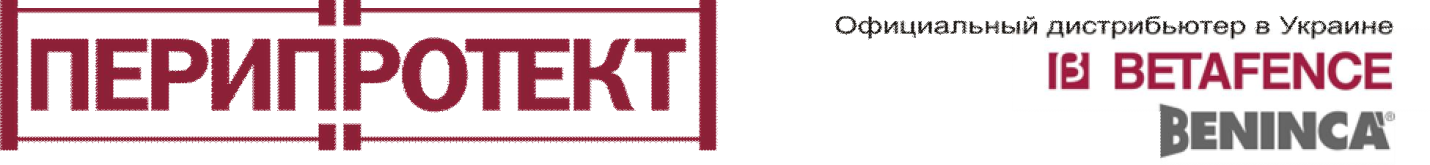 ПЕРИПРОТЕКТ
Официальный дистрибьютер в Украине
BETAFENCE
BENINCA®